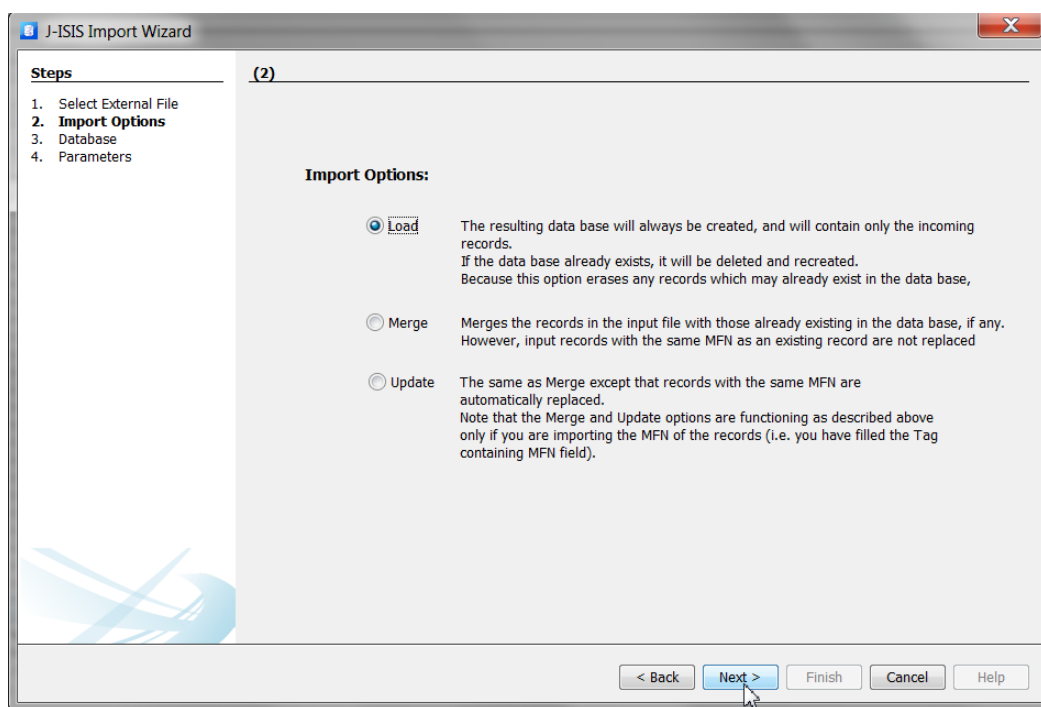 J-ISIS Import Wizard
Steps
1. Select External File
2. Import Options
3. Database
4. Parameters
(2)
Import Options:
Load
The resulting data base will always be created, and will contain only the incoming
records.
If the data base already exists, it will be deleted and recreated.
Because this option erases any records which may already exist in the data base,
Merge
Merges the records in the input file with those already existing in the data base, if any.
However, input records with the same MFN as an existing record are not replaced
Update
The same as Merge except that records with the same MFN are
automatically replaced.
Note that the Merge and Update options are functioning as described above
only if you are importing the MFN of the records (i.e. you have filled the Tag
containing MFN field).
< Back
Next >
Finish
Cancel
Help